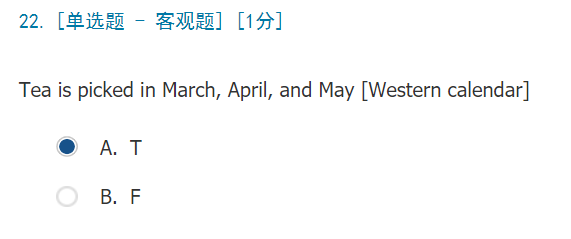 22. [单选题 - 客观题] [1分]
Tea is picked in March, April, and May [Western calendar]
A. T
B. F